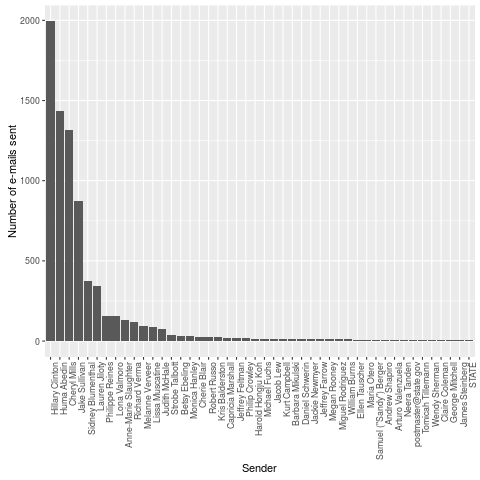 2000
1500
1000
500
0
Number of e-mails sent
Hillary Clinton
Huma Abedin
Cheryl Mills
Jake Sullivan
Sidney Blumenthal
Lauren Jiloty
Philippe Reines
Lona Valmoro
Anne-Marie Slaughter
Richard Verma
Melanne Verveer
Lissa Muscatine
Judith McHale
Strobe Talbott
Betsy Ebeling
Monica Hanley
Cherie Blair
Robert Russo
Kris Balderston
Capricia Marshall
Jeffrey Feltman
Philip Crowley
Harold Hongju Koh
Michael Fuchs
Jacob Lew
Kurt Campbell
Barbara Mikulski
Daniel Schwerin
Jackie Newmyer
Jeffrey Farrow
Megan Rooney
Miguel Rodriguez
William Burns
Ellen Tauscher
Maria Otero
Samuel ("Sandy") Berger
Andrew Shapiro
Arturo Valenzuela
Neera Tanden
postmaster@state.gov
Tomicah Tillemann
Wendy Sherman
Claire Coleman
George Mitchell
James Steinberg
STATE
Sender